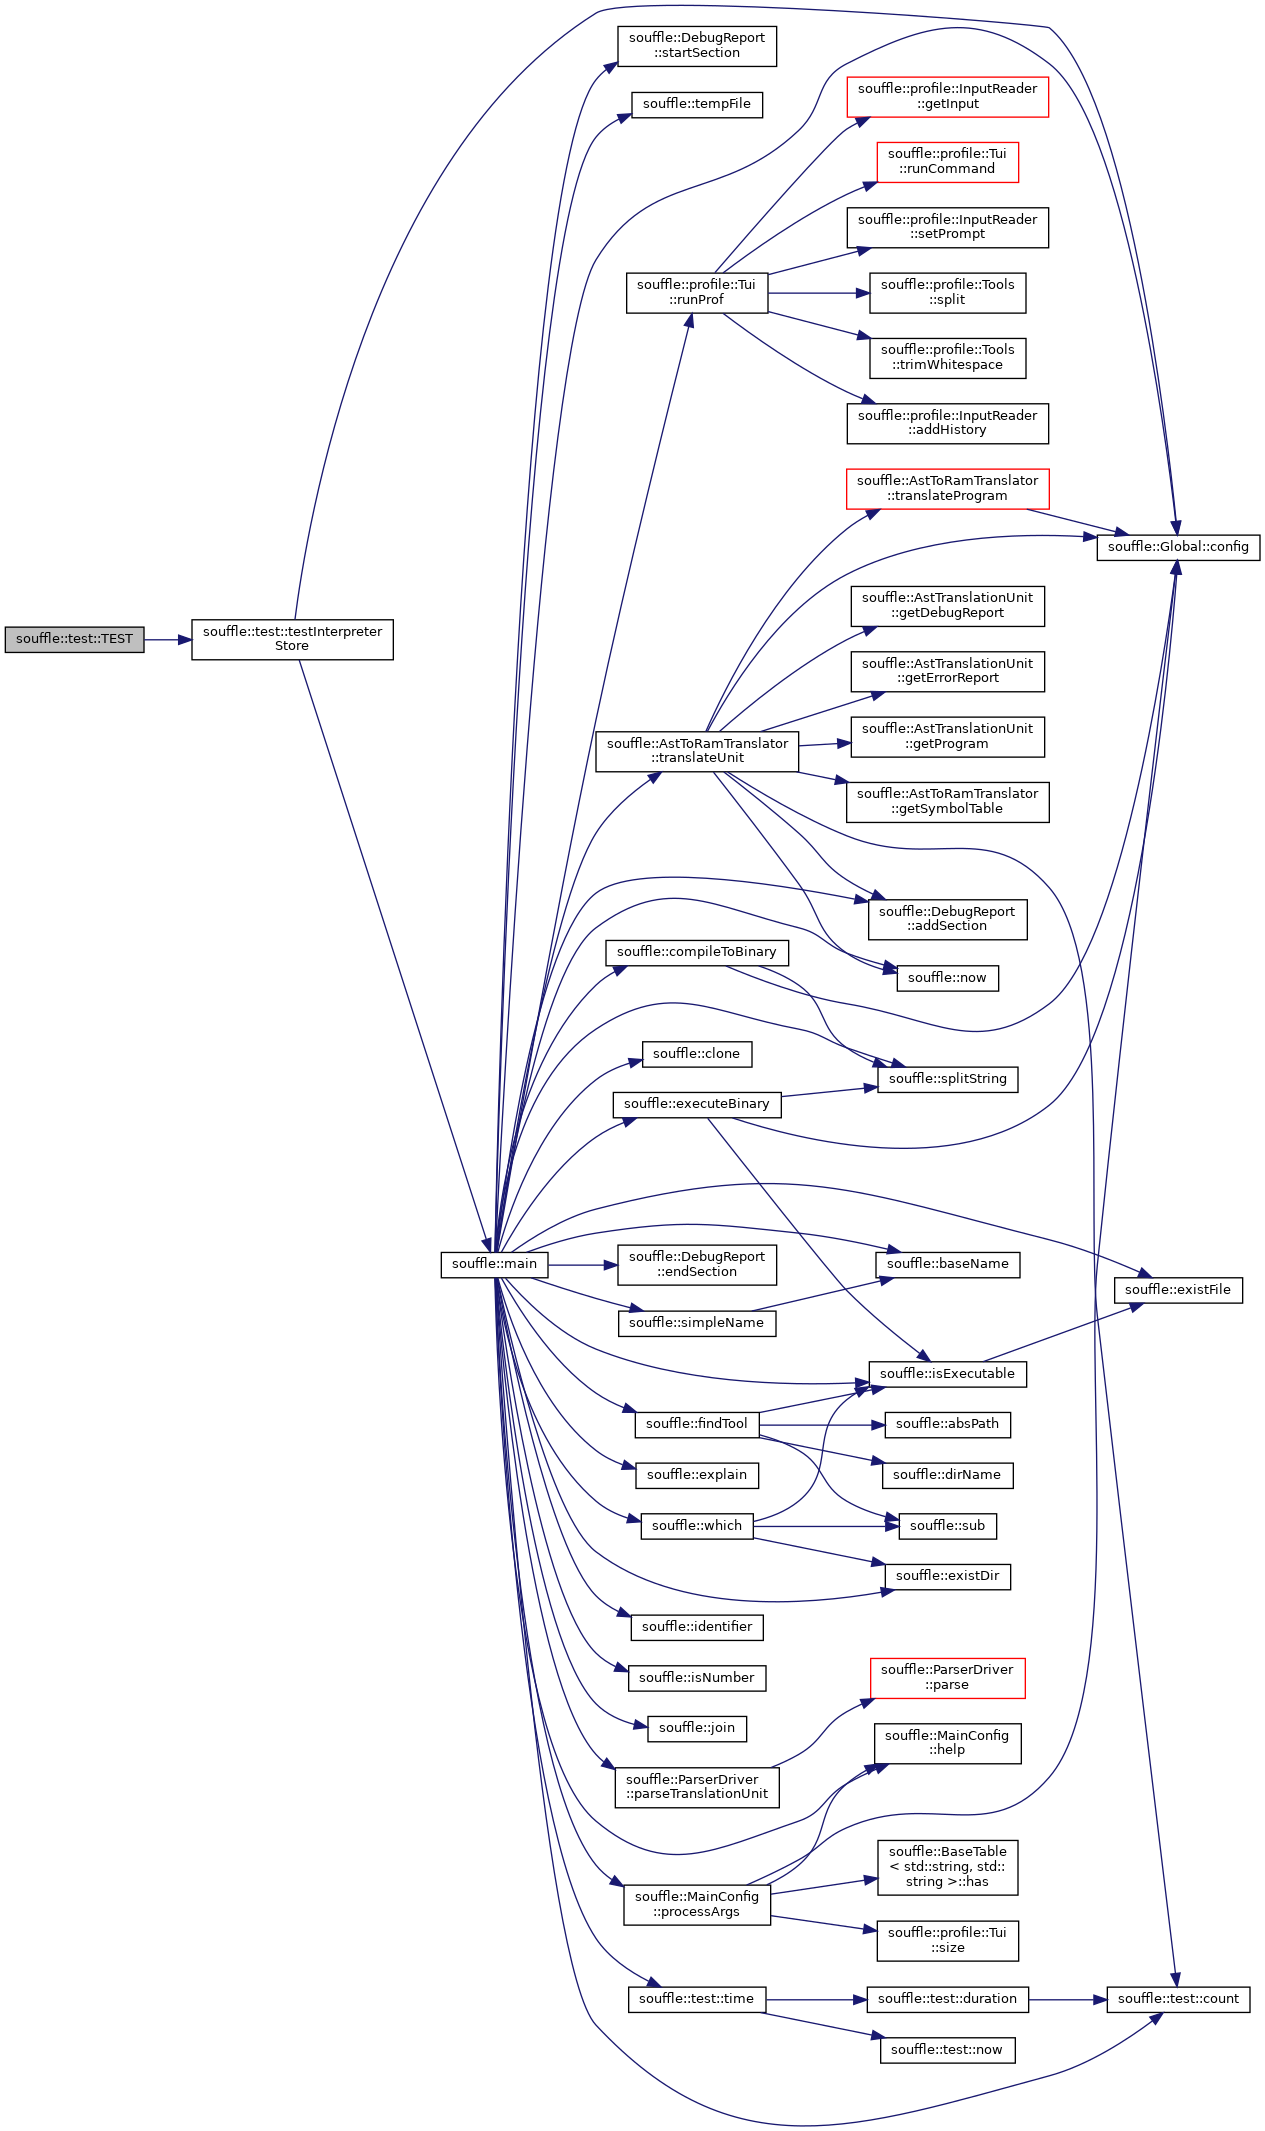 souffle::test::TEST
souffle::test::testInterpreter
Store
souffle::main
souffle::DebugReport
::startSection
souffle::tempFile
souffle::profile::Tui
::runProf
souffle::AstToRamTranslator
::translateUnit
souffle::compileToBinary
souffle::clone
souffle::executeBinary
souffle::DebugReport
::endSection
souffle::simpleName
souffle::findTool
souffle::explain
souffle::which
souffle::identifier
souffle::isNumber
souffle::join
souffle::ParserDriver
::parseTranslationUnit
souffle::MainConfig
::processArgs
souffle::test::time
souffle::profile::InputReader
::getInput
souffle::profile::Tui
::runCommand
souffle::profile::InputReader
::setPrompt
souffle::profile::Tools
::split
souffle::profile::Tools
::trimWhitespace
souffle::profile::InputReader
::addHistory
souffle::AstToRamTranslator
::translateProgram
souffle::AstTranslationUnit
::getDebugReport
souffle::AstTranslationUnit
::getErrorReport
souffle::AstTranslationUnit
::getProgram
souffle::AstToRamTranslator
::getSymbolTable
souffle::DebugReport
::addSection
souffle::now
souffle::splitString
souffle::baseName
souffle::isExecutable
souffle::absPath
souffle::dirName
souffle::sub
souffle::existDir
souffle::ParserDriver
::parse
souffle::MainConfig
::help
souffle::BaseTable
< std::string, std::
string >::has
souffle::profile::Tui
::size
souffle::test::duration
souffle::test::now
souffle::Global::config
souffle::existFile
souffle::test::count